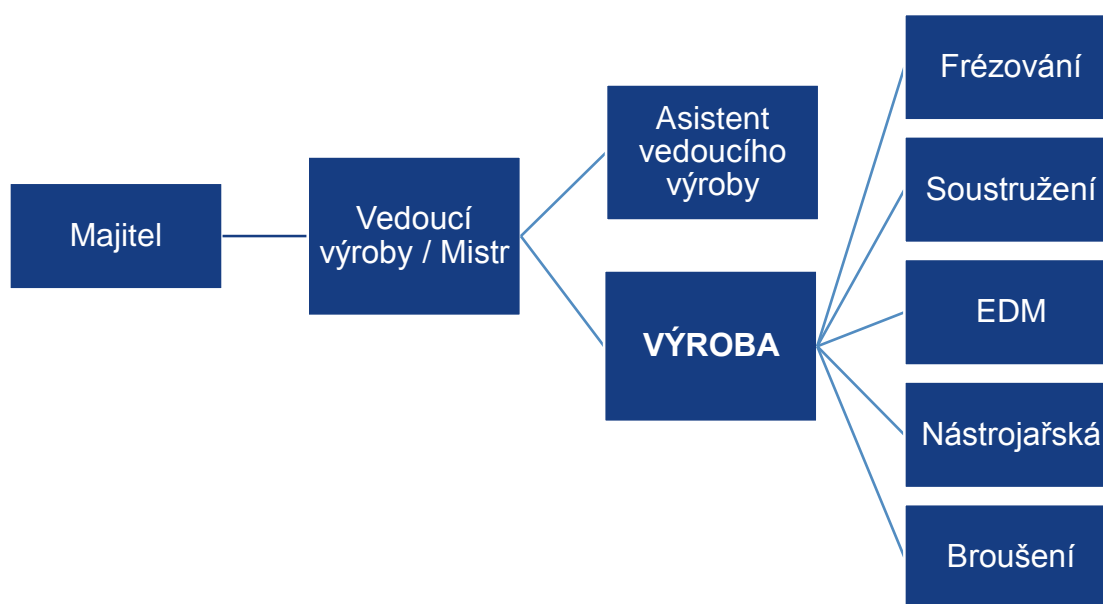 Majitel
Vedoucí
výroby / Mistr
Asistent
vedoucího
výroby
VÝROBA
Frézování
Soustružení
EDM
Nástrojařská
Broušení